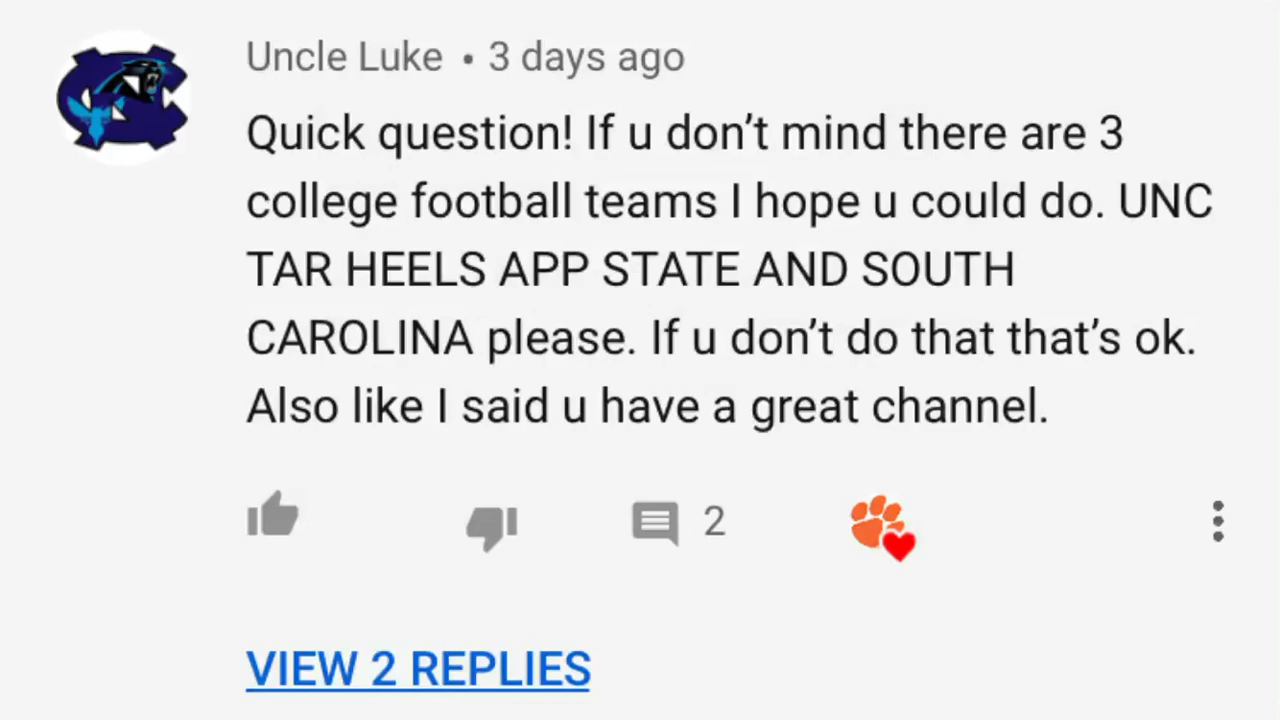 Uncle Luke • 3 days ago
Quick question! If u don’t mind there are 3
college football teams I hope u could do. UNC
TAR HEELS APP STATE AND SOUTH
CAROLINA please. If u don’t do that that’s ok.
Also like I said u have a great channel.
2
VIEW 2 REPLIES